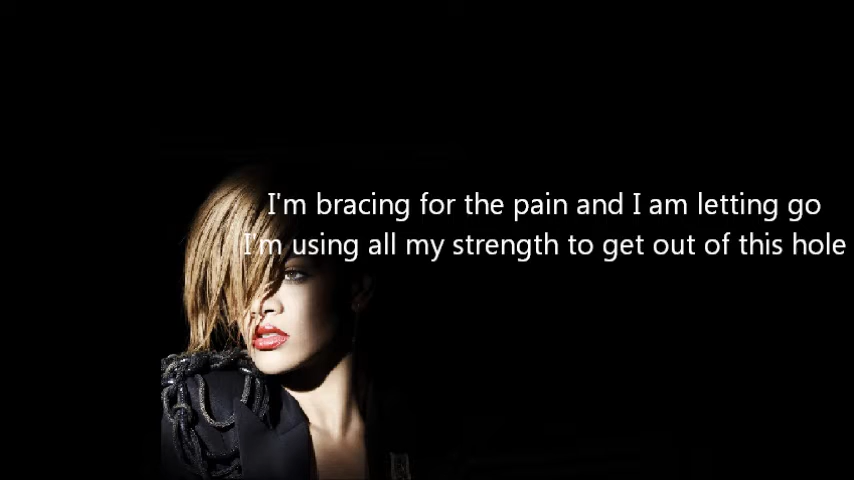 I'm bracing for the pain and I am letting go
I'm using all my strength to get out of this hole